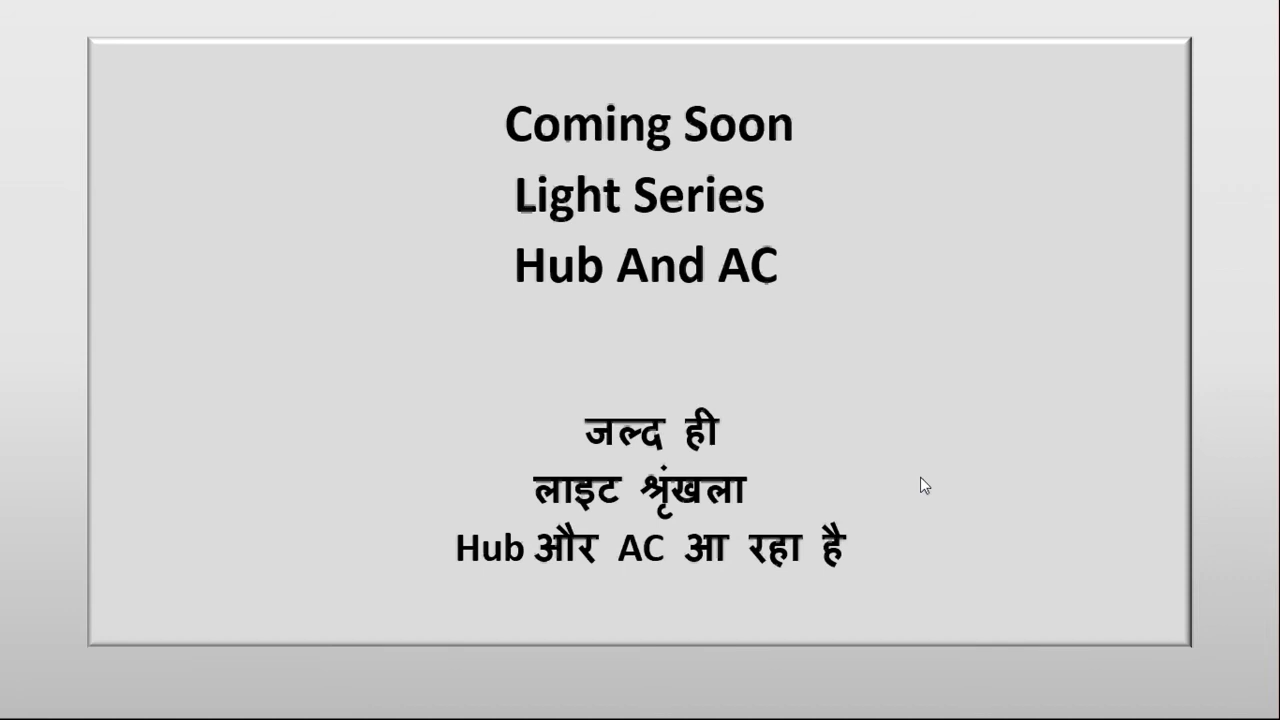 Coming Soon
Light Series
Hub And AC
जल्द ही
लाइट श्रृंखला
Hub और AC आ रहा है